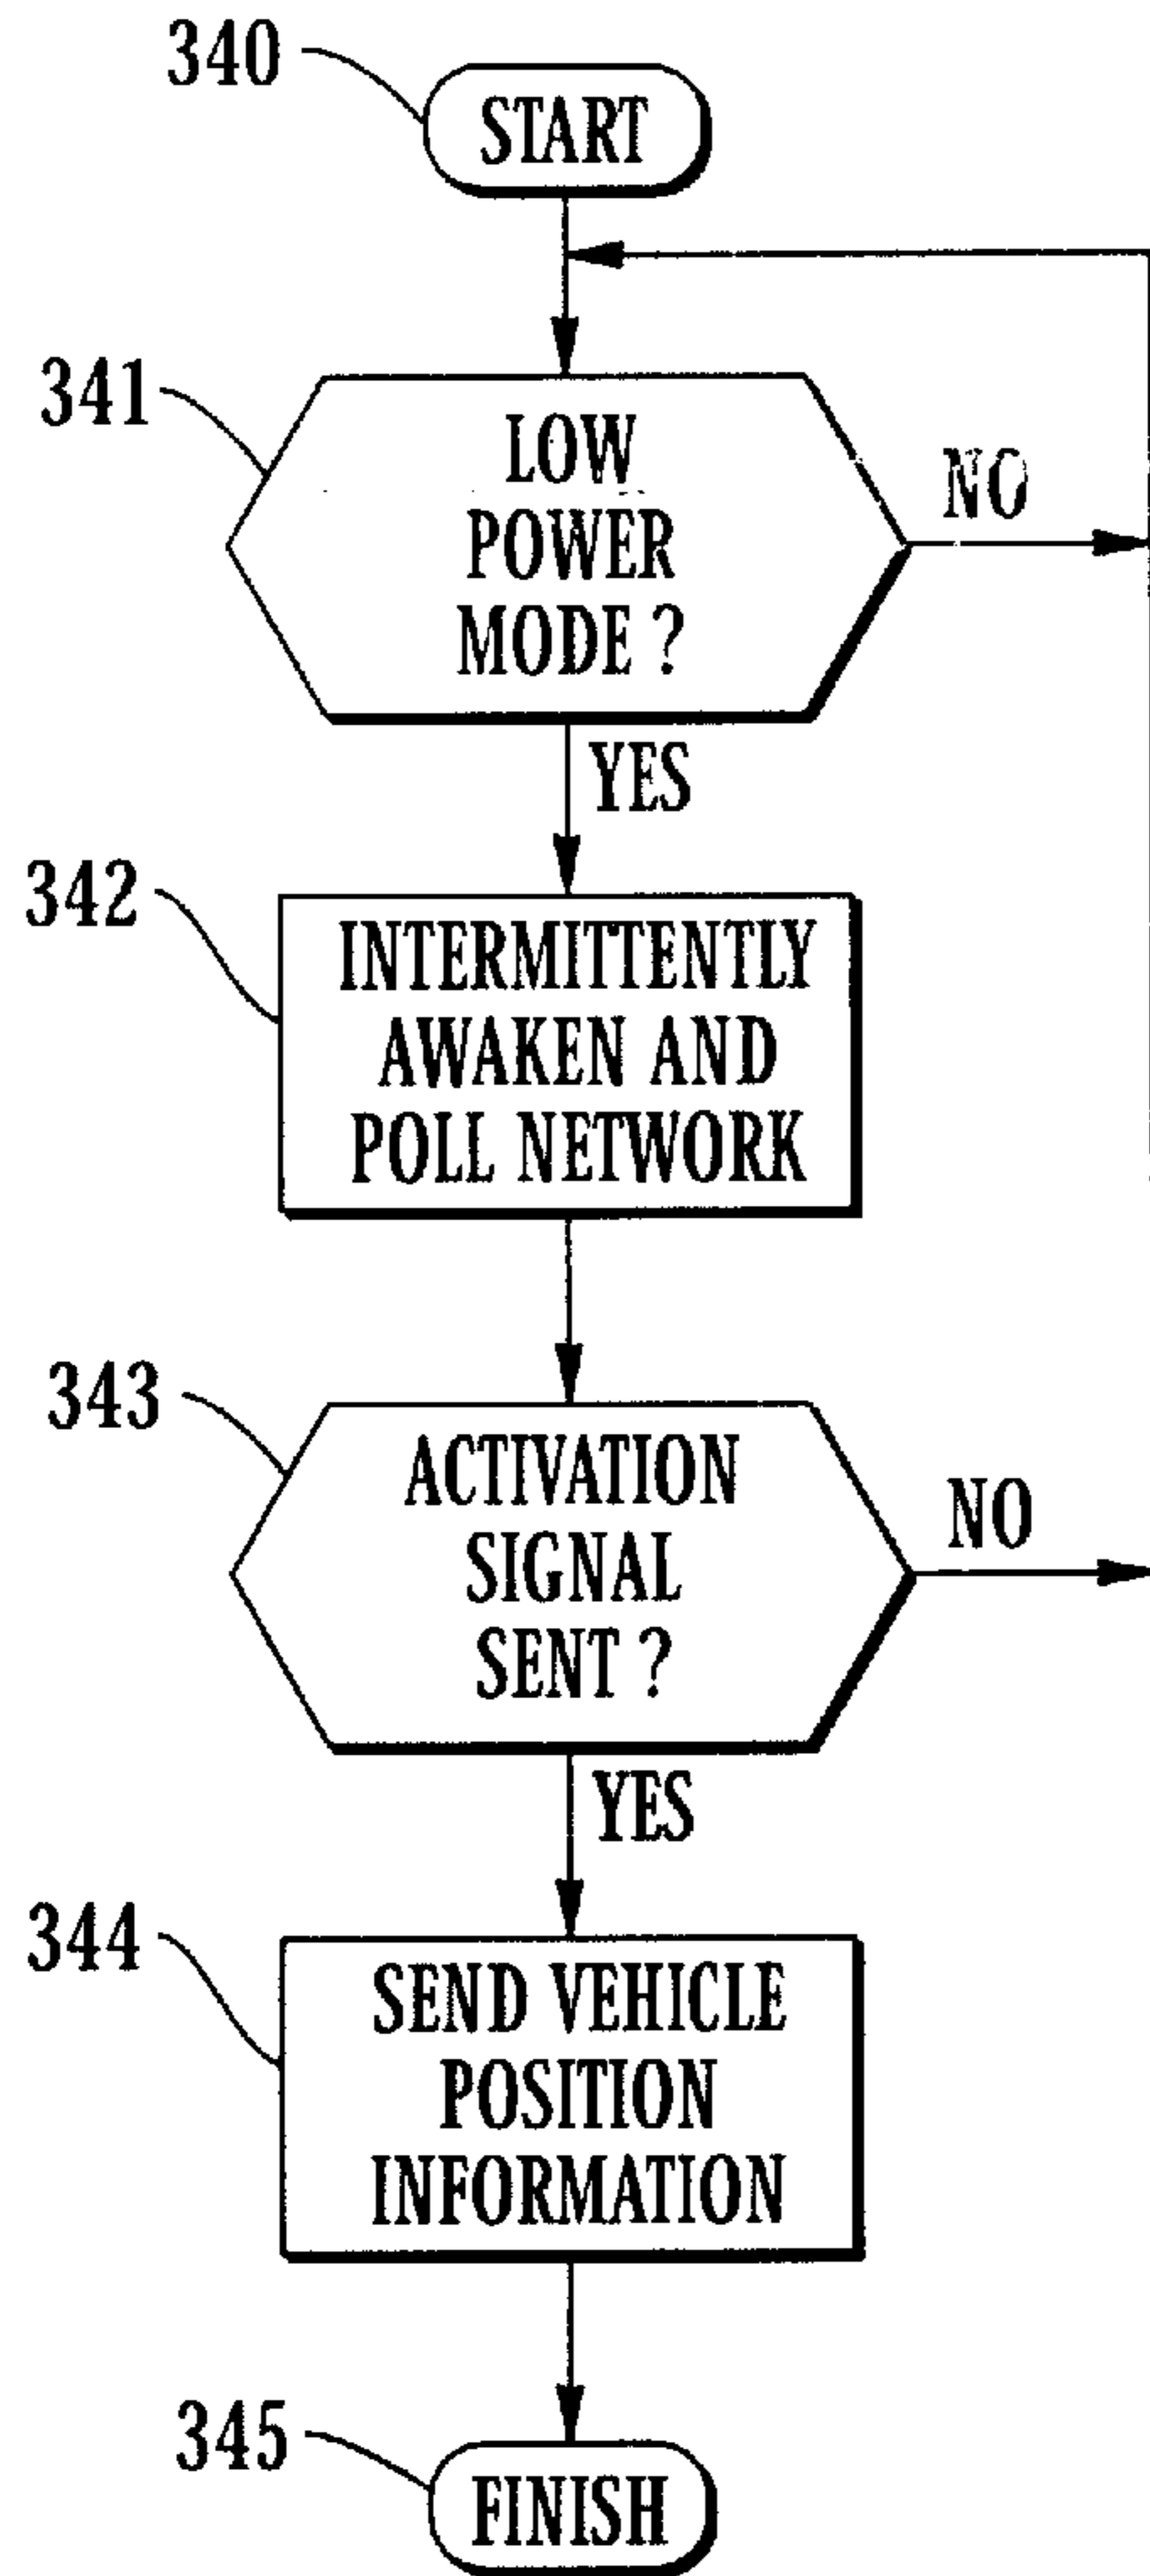 340
START
341
LOW
POWER
MODE ?
NO
YES
342
INTERMITTENTLY
AWAKEN AND
POLL NETWORK
343
ACTIVATION
SIGNAL
SENT ?
NO
YES
344
SEND VEHICLE
POSITION
INFORMATION
345
FINISH